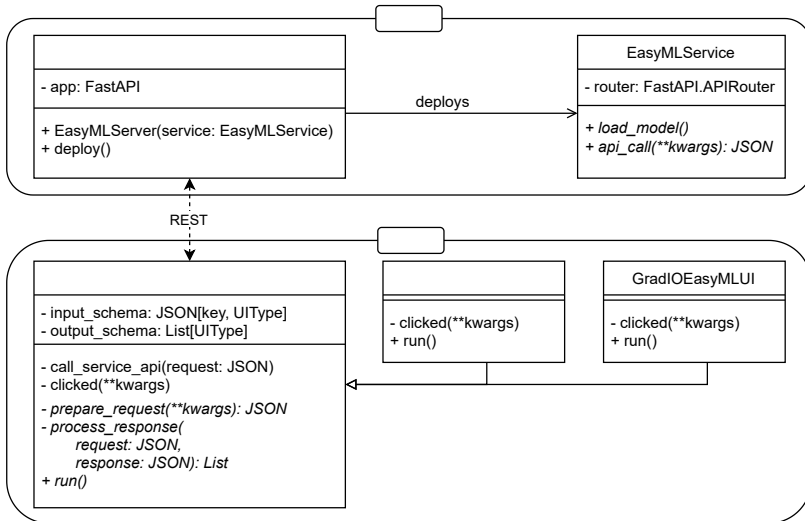 EasyMLService
- app: FastAPI
- router: FastAPI.APIRouter
deploys
+ EasyMLServer(service: EasyMLService)
+ deploy()
+ load_model()
+ api_call(**kwargs): JSON
REST
GradIOEasyMLUI
- input_schema: JSON[key, UIType]
- output_schema: List[UIType]
- call_service_api(request: JSON)
- clicked(**kwargs)
- prepare_request(**kwargs): JSON
- process_response(
request: JSON,
response: JSON): List
+ run()
- clicked(**kwargs)
+ run()
- clicked(**kwargs)
+ run()